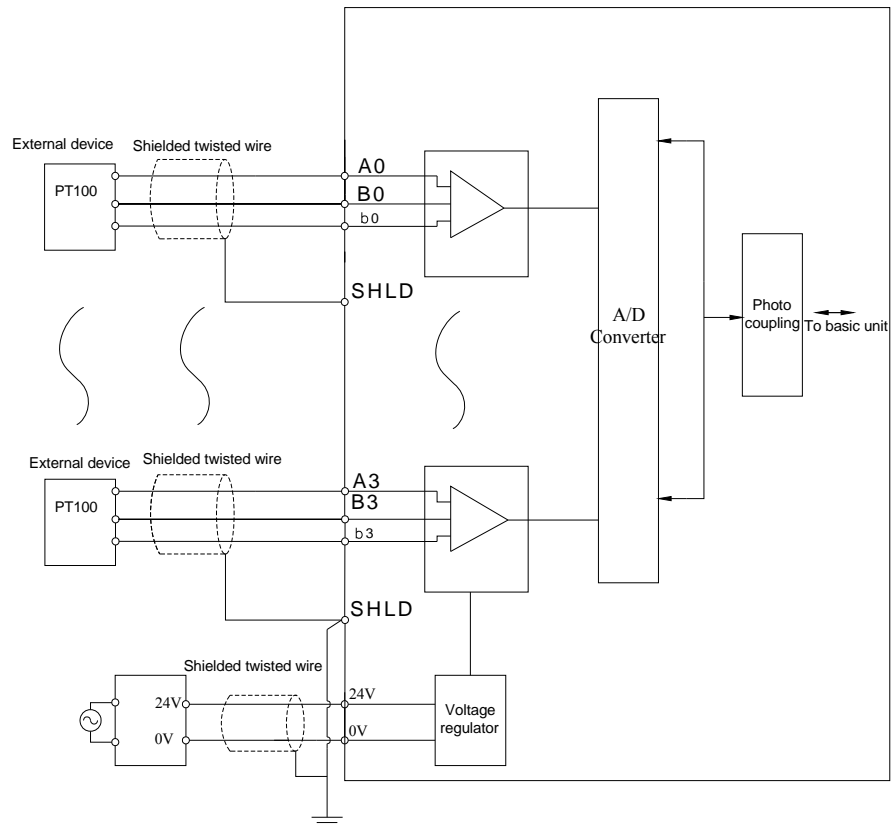 External device
Shielded twisted wire
PT100
A0
B0
b0
SHLD
A/D
Converter
Photo
coupling
To basic unit
External device
Shielded twisted wire
PT100
A3
B3
b3
SHLD
Shielded twisted wire
24V
0V
24V
0V
Voltage
regulator